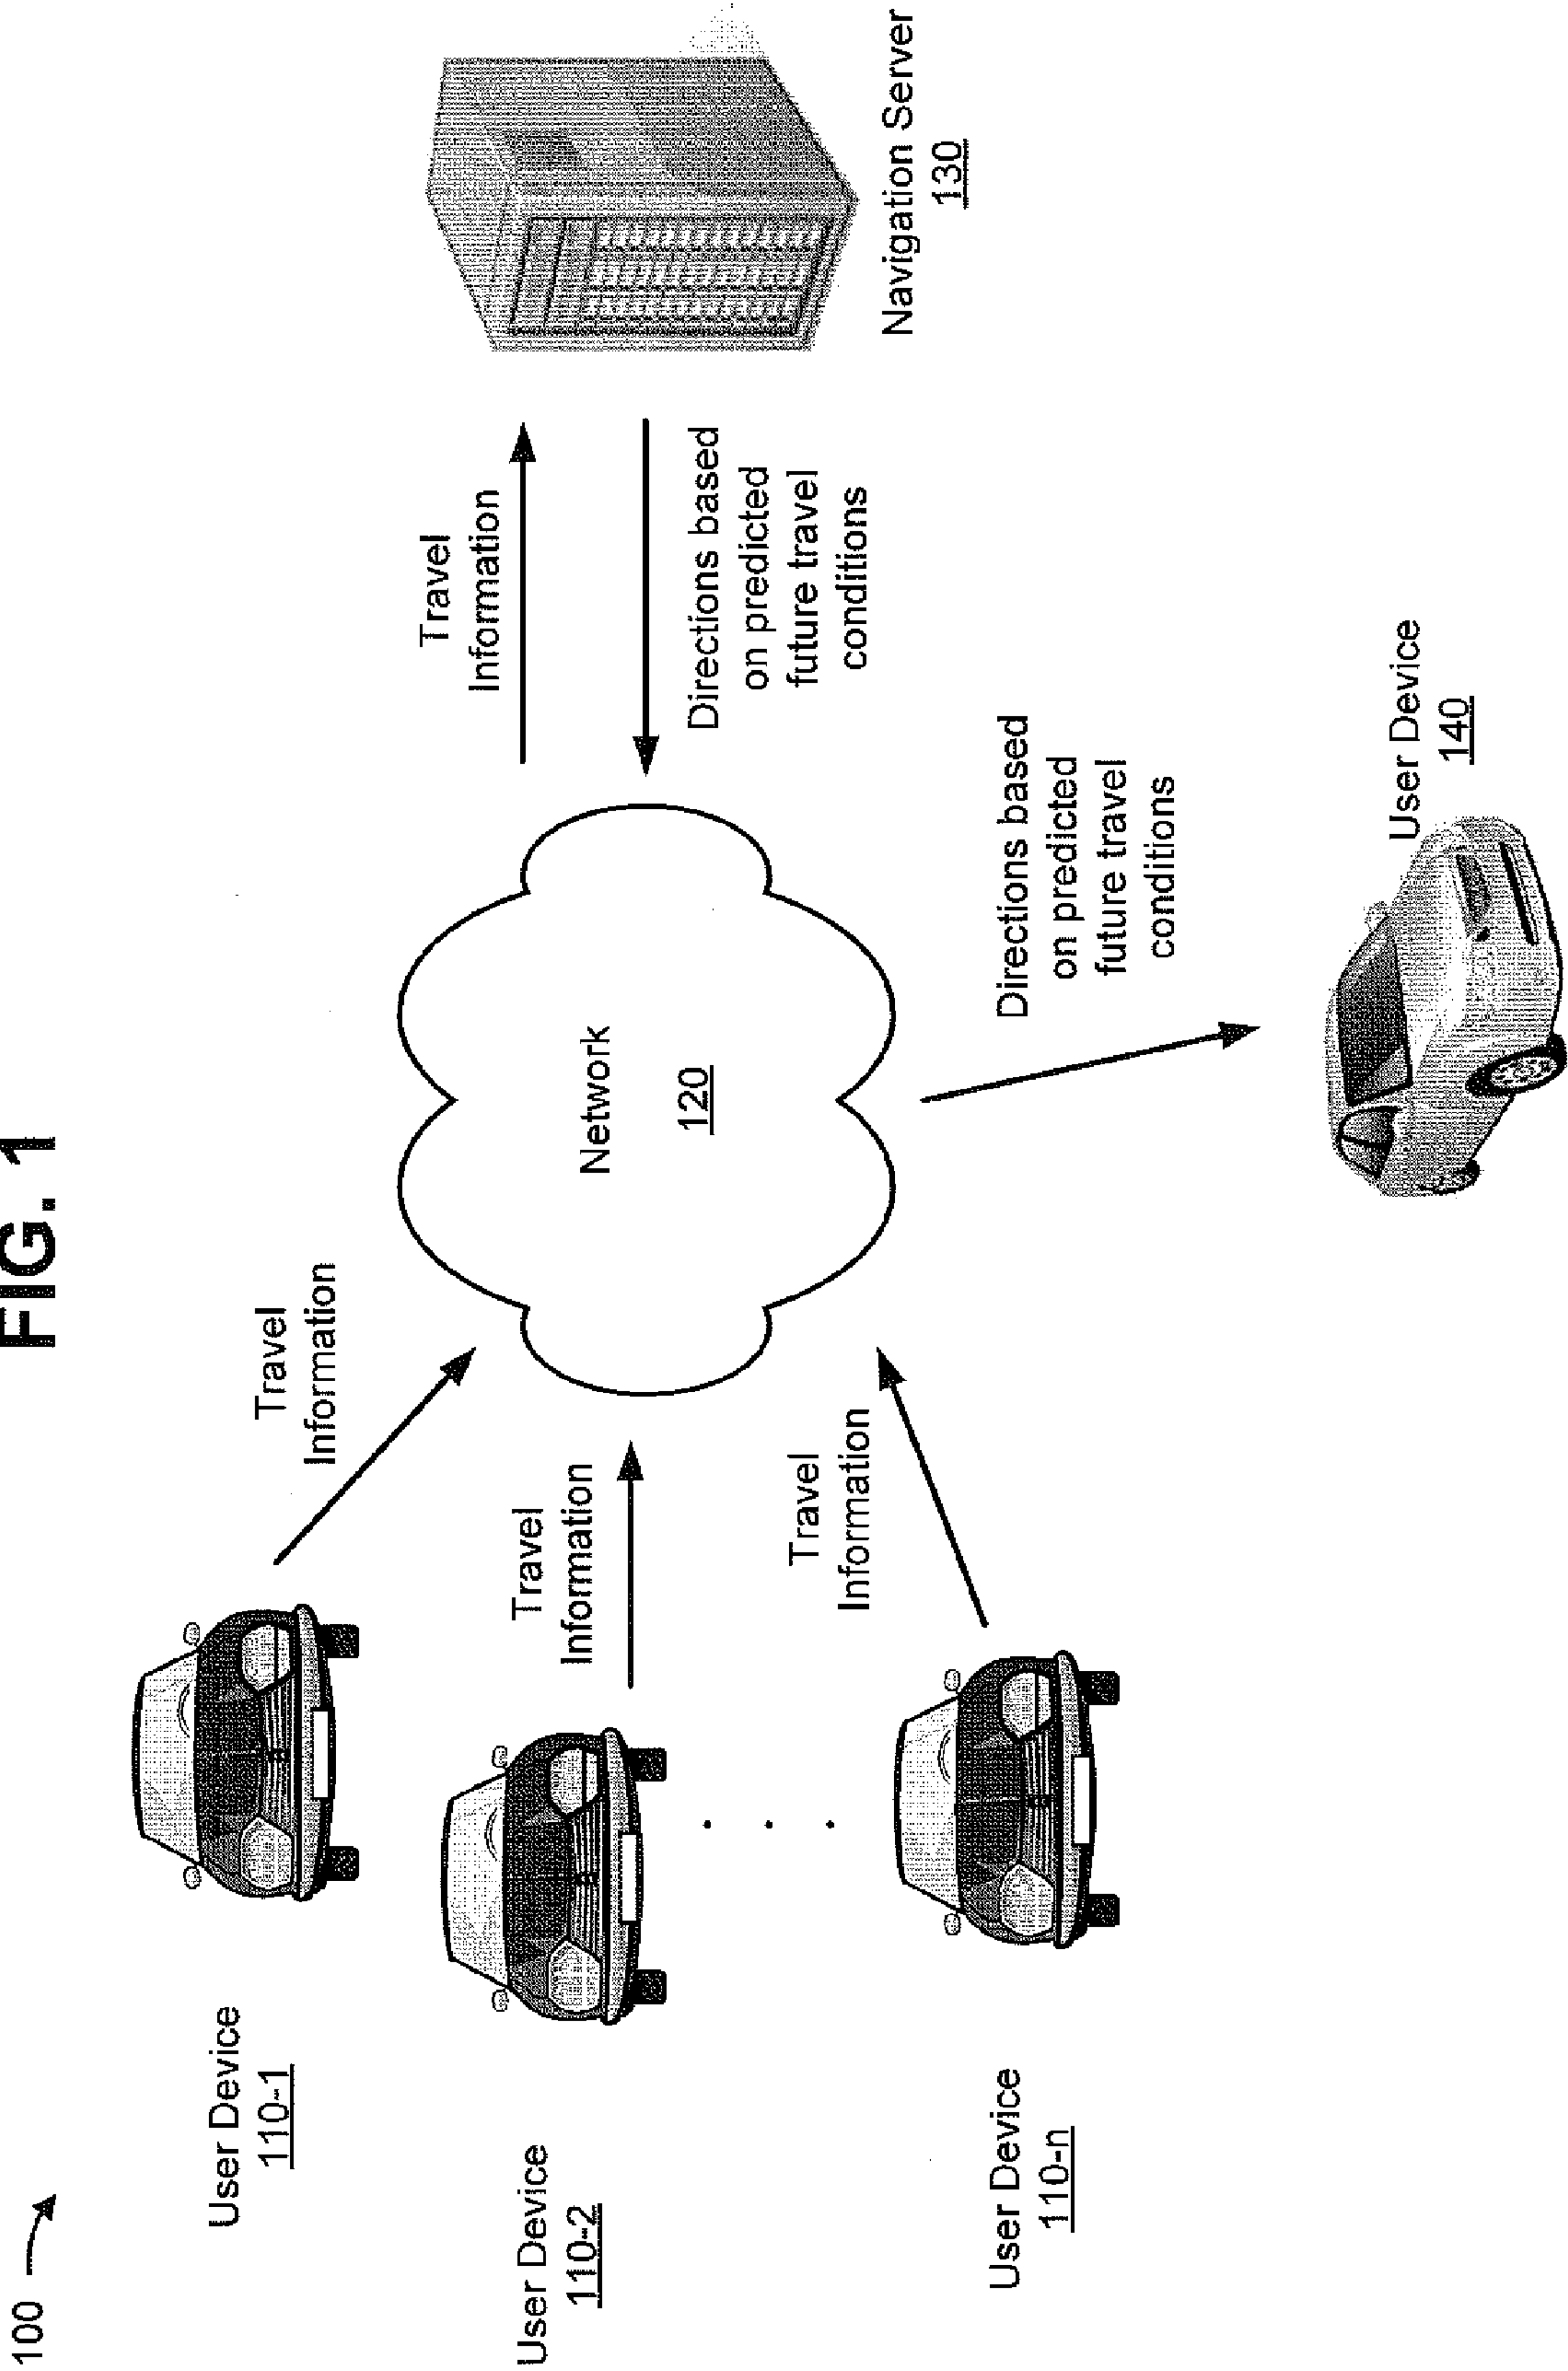 FIG. 1
100
User Device
110-1
Travel
Information
User Device
110-2
Travel
Information
User Device
110-n
Travel
Information
Network
120
Travel
Information
Directions based
on predicted
future travel
conditions
Navigation Server
130
Directions based
on predicted
future travel
conditions
User Device
140